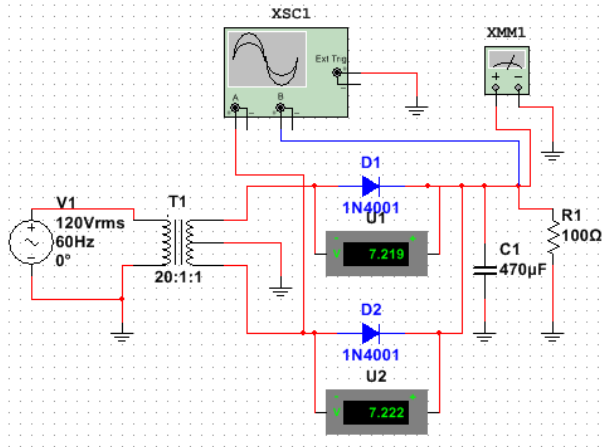 XSC1
XMM1
Ext Trig
+
A
B
+ - + -
+ -
D1
1N4001
U1
- +
V 7.219
V1
120Vrms
60Hz
0°
T1
20:1:1
R1
100Ω
C1
470µF
D2
1N4001
U2
- +
V 7.222